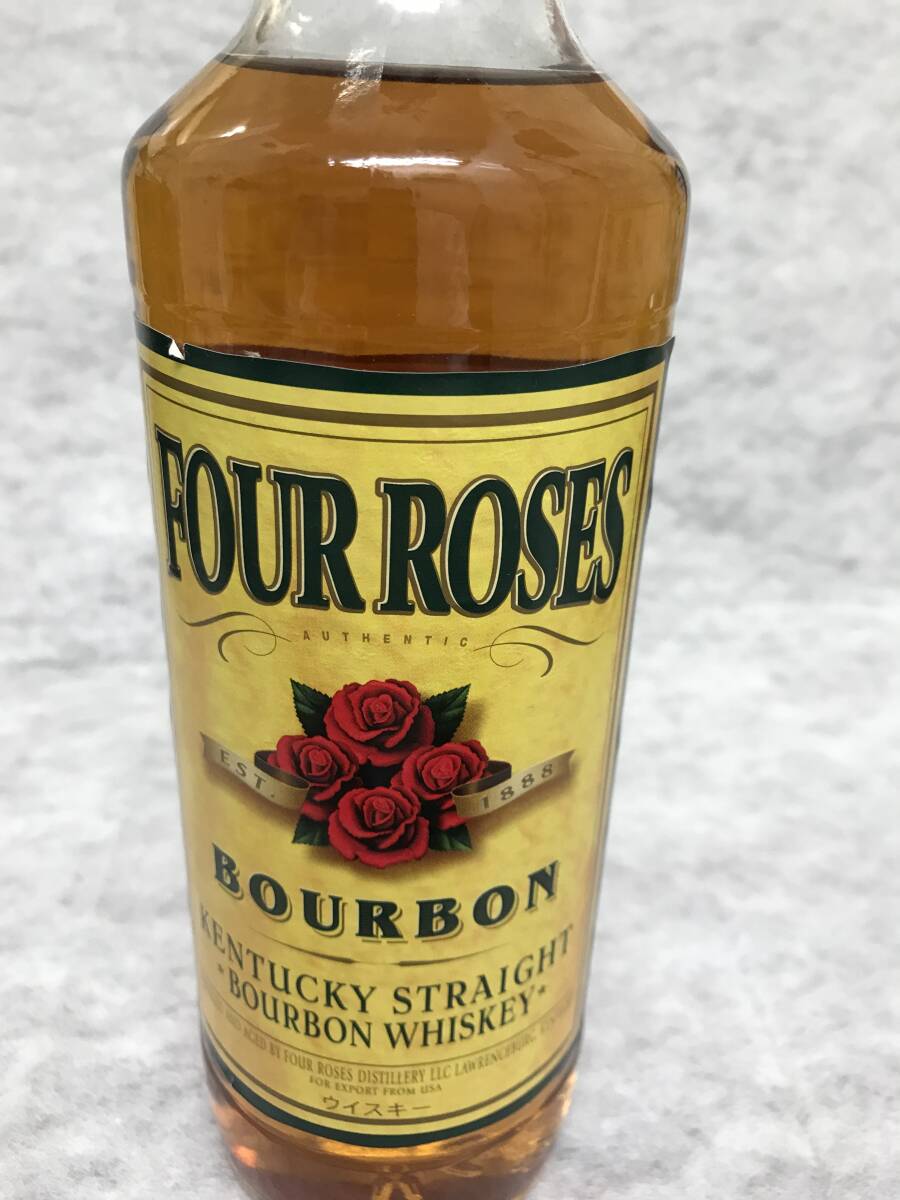 FOUR ROSES
AUTHENTIC
EST. 1888
BOURBON
KENTUCKY STRAIGHT
*BOURBON WHISKEY*
AND AGED BY FOUR ROSES DISTILLERY LLC LAWRENCEBURG,
FOR EXPORT FROM USA
ウイスキー